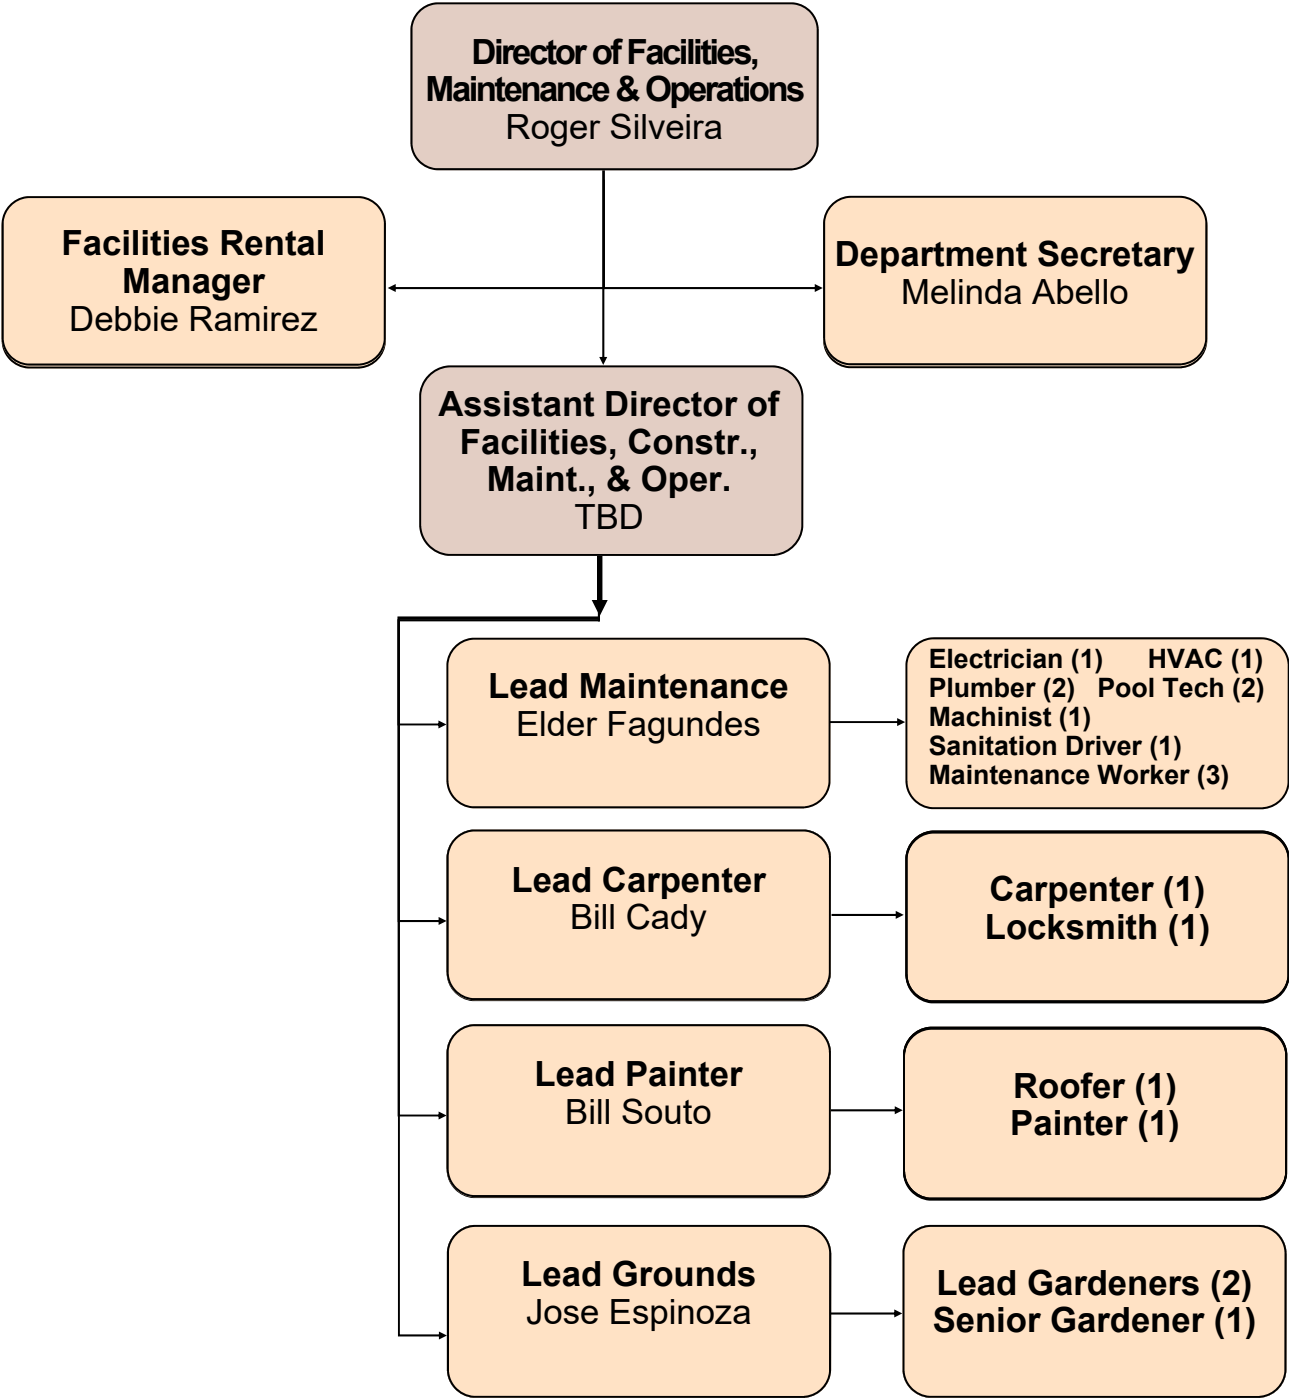 Director of Facilities,
Maintenance & Operations
Roger Silveira
Facilities Rental
Manager
Debbie Ramirez
Department Secretary
Melinda Abello
Assistant Director of
Facilities, Constr.,
Maint., & Oper.
TBD
Lead Maintenance
Elder Fagundes
Electrician (1) HVAC (1)
Plumber (2) Pool Tech (2)
Machinist (1)
Sanitation Driver (1)
Maintenance Worker (3)
Lead Carpenter
Bill Cady
Carpenter (1)
Locksmith (1)
Lead Painter
Bill Souto
Roofer (1)
Painter (1)
Lead Grounds
Jose Espinoza
Lead Gardeners (2)
Senior Gardener (1)